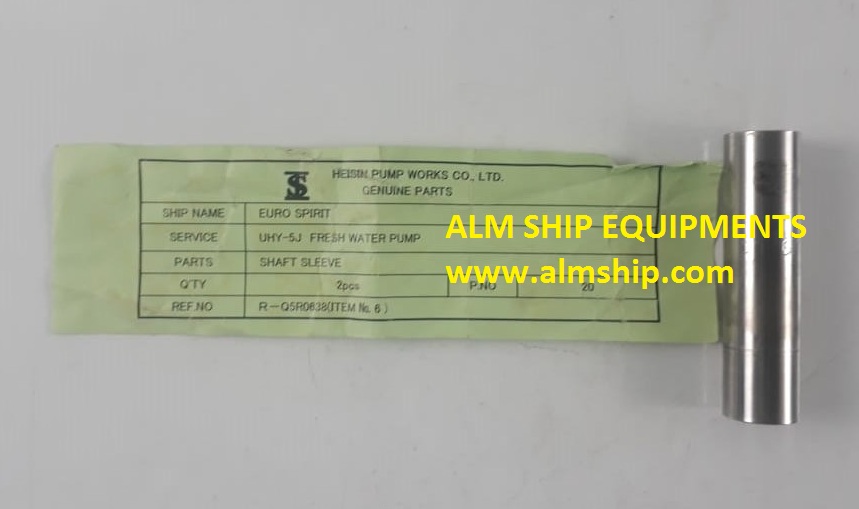 HEISIN PUMP WORKS CO., LTD.
GENUINE PARTS
SHIP NAME EURO SPIRIT
SERVICE UHY-5J FRESH WATER PUMP
PARTS SHAFT SLEEVE
Q'TY 2pcs P.NO 20
REF.NO R-Q5R0638(ITEM No. 6 )
ALM SHIP EQUIPMENTS
www.almship.com